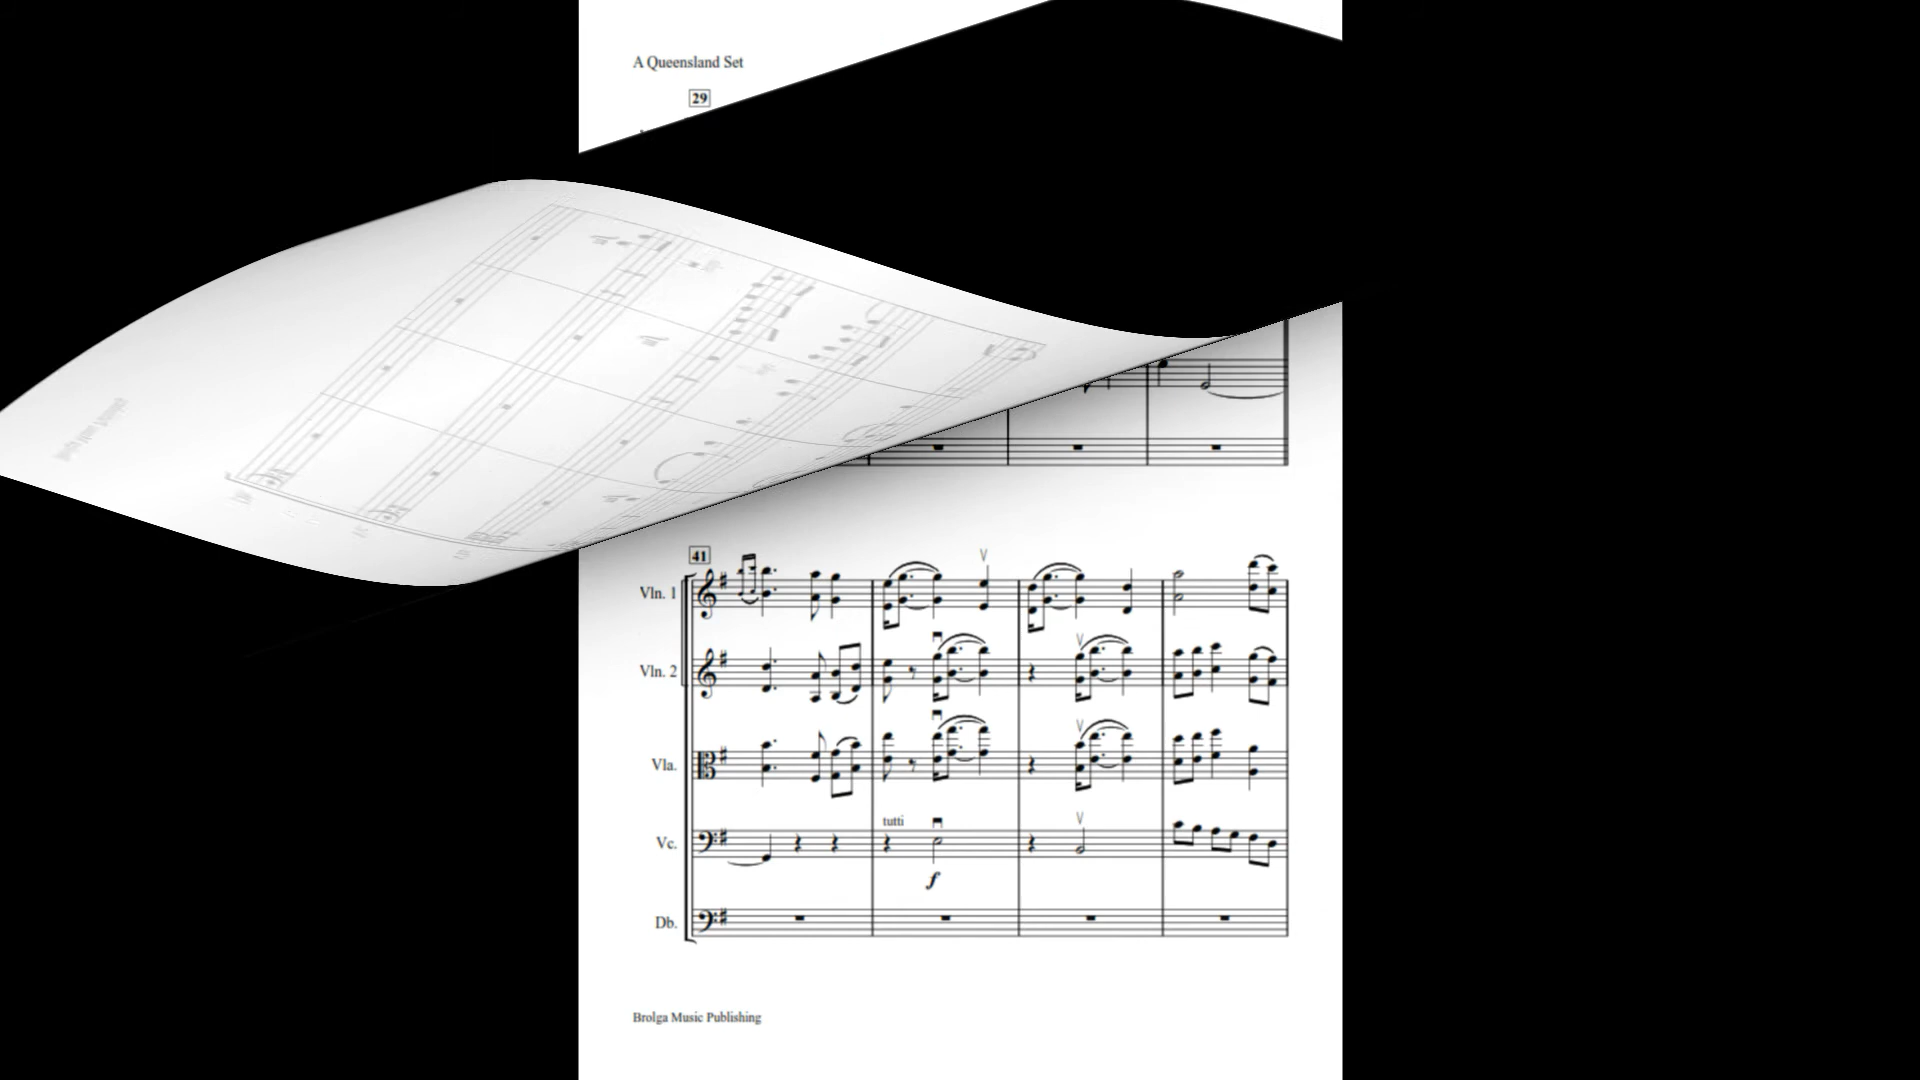 A Queensland Set
29
41
Vln. 1
Vln. 2
Vla.
tutti
Vc.
f
Db.
Brolga Music Publishing